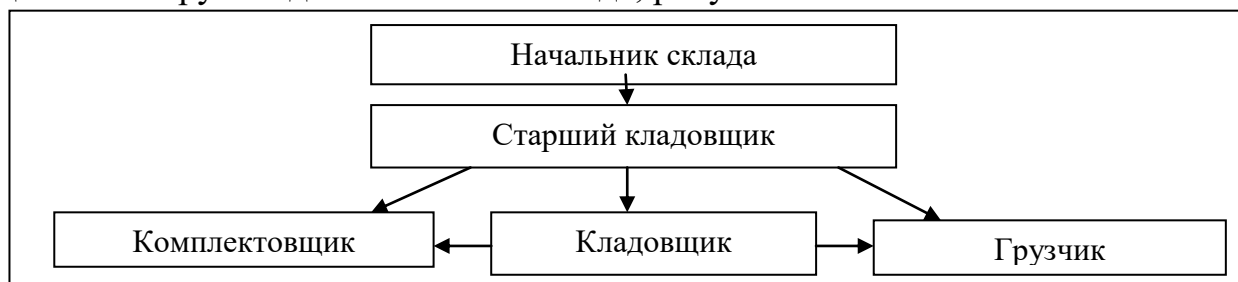 Начальник склада
Старший кладовщик
Комплектовщик
Кладовщик
Грузчик